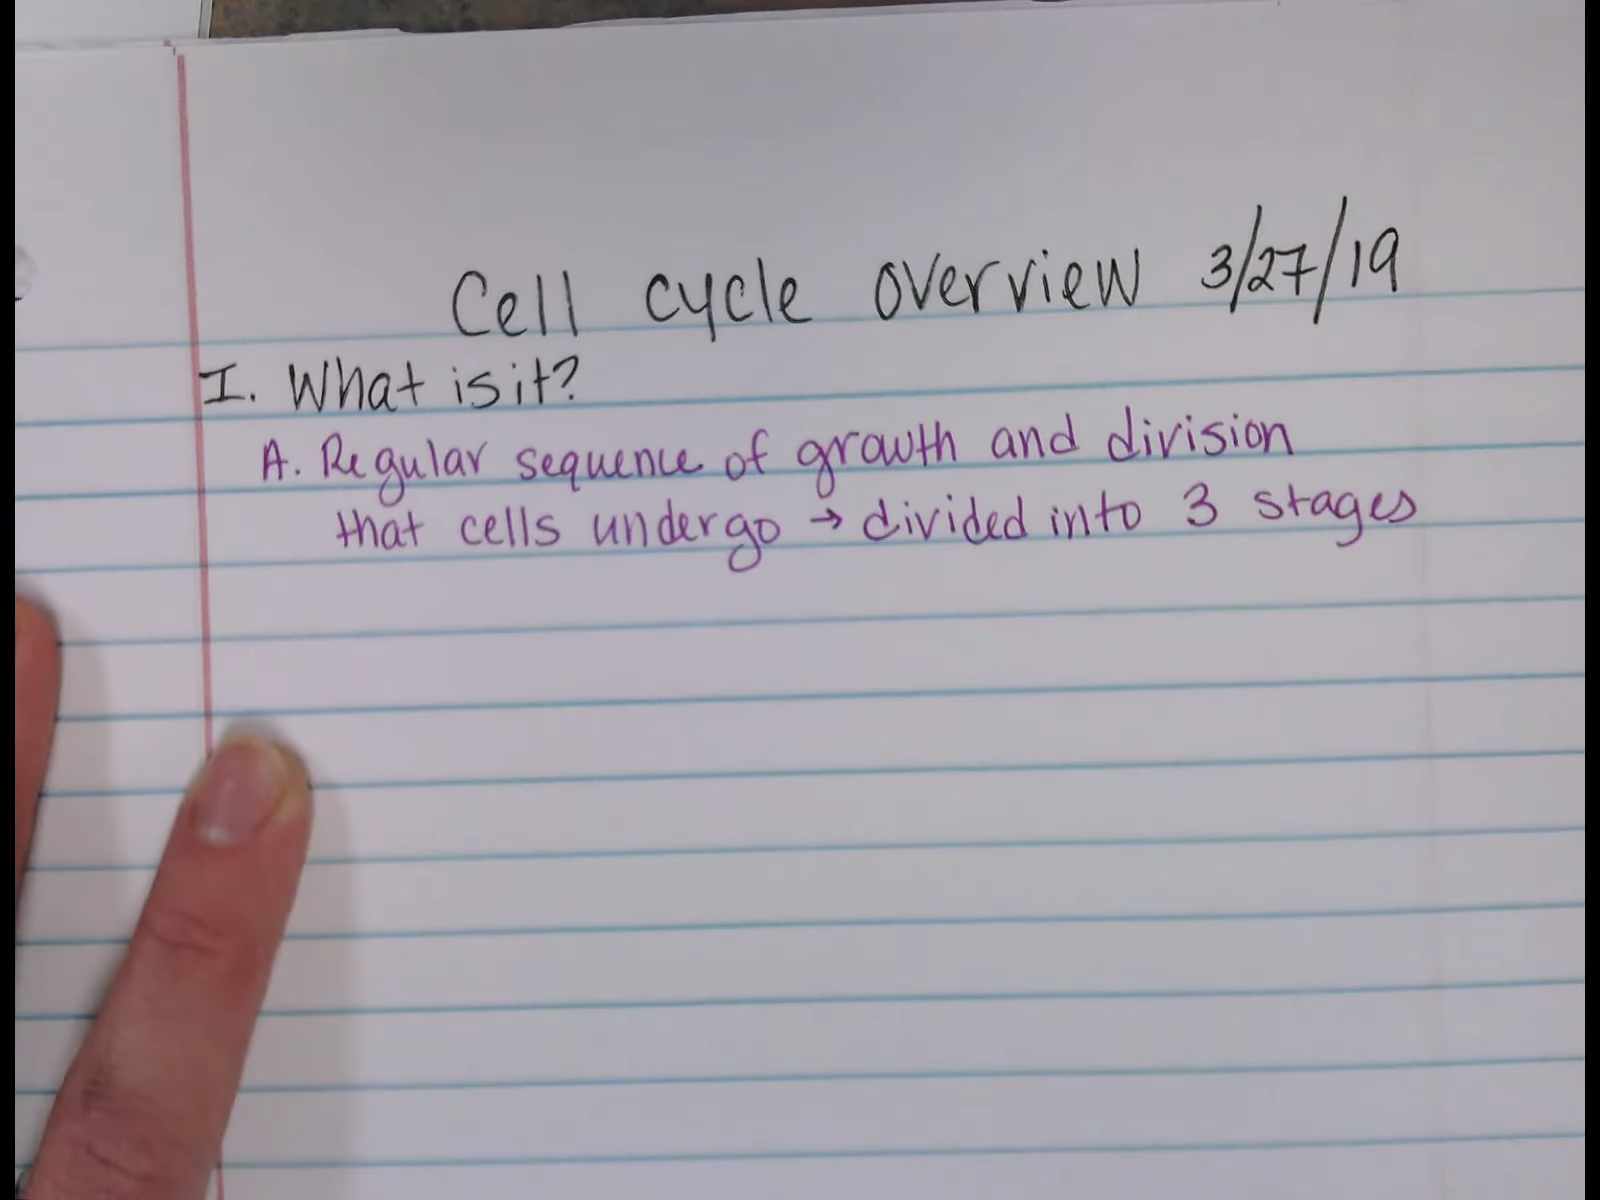 Cell cycle overview 3/27/19
I. What is it?
A. Regular sequence of growth and division
that cells undergo → divided into 3 stages